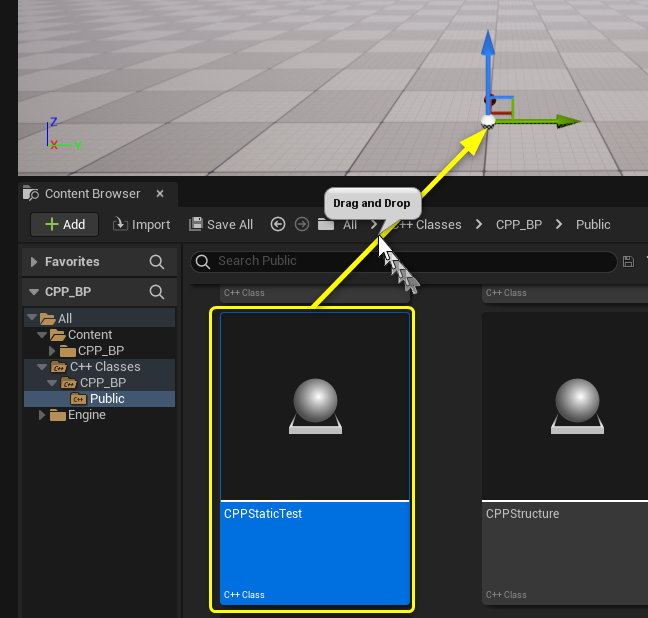 Z
X
Y
Content Browser
Drag and Drop
Add
Import
Save All
All
C++ Classes
CPP_BP
Public
Favorites
Search Public
CPP_BP
All
Content
CPP_BP
C++ Classes
CPP_BP
Public
Engine
C++ Class
C++ Class
CPPStaticTest
CPPStructure
C++ Class
C++ Class